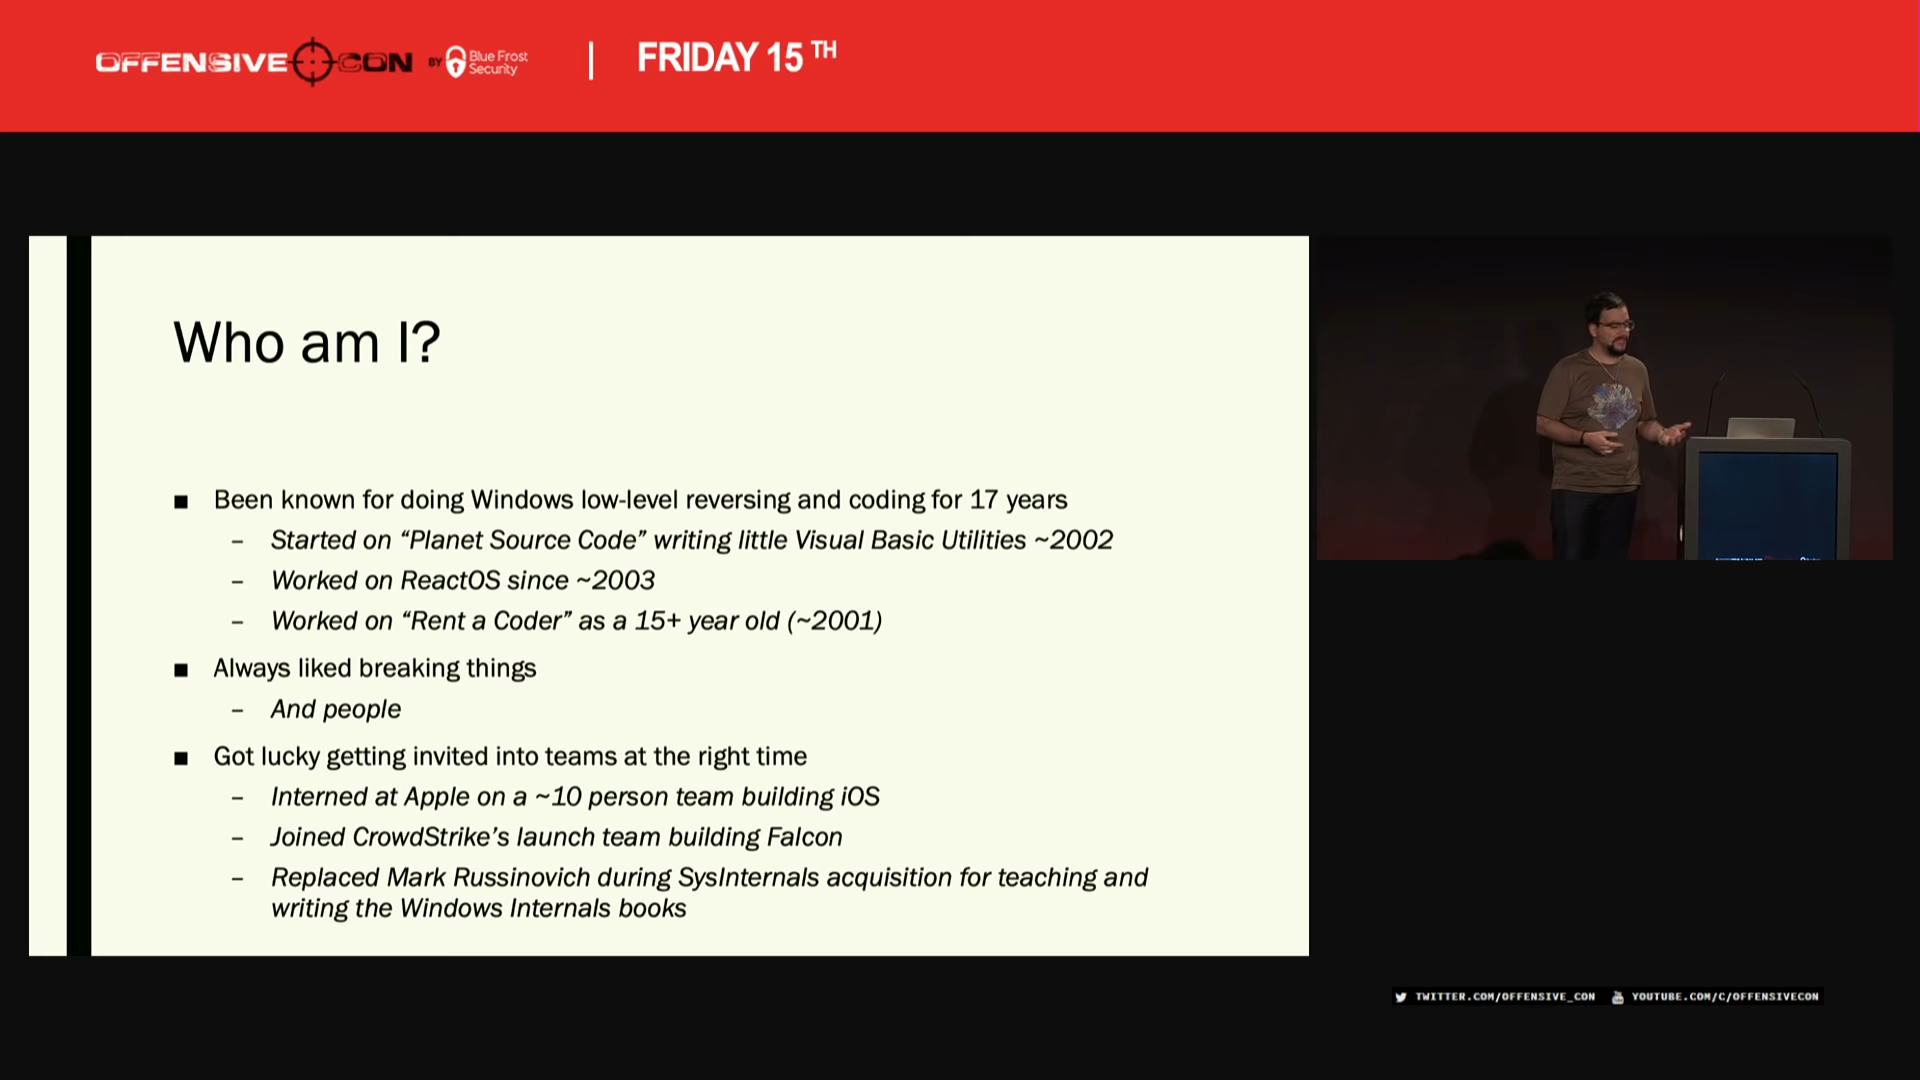 OFFENSIVE CON BY Blue Frost Security | FRIDAY 15 TH
Who am I?
■ Been known for doing Windows low-level reversing and coding for 17 years
– Started on “Planet Source Code” writing little Visual Basic Utilities ~2002
– Worked on ReactOS since ~2003
– Worked on “Rent a Coder” as a 15+ year old (~2001)
■ Always liked breaking things
– And people
■ Got lucky getting invited into teams at the right time
– Interned at Apple on a ~10 person team building iOS
– Joined CrowdStrike’s launch team building Falcon
– Replaced Mark Russinovich during SysInternals acquisition for teaching and
writing the Windows Internals books
TWITTER.COM/OFFENSIVE_CON YOUTUBE.COM/C/OFFENSIVECON